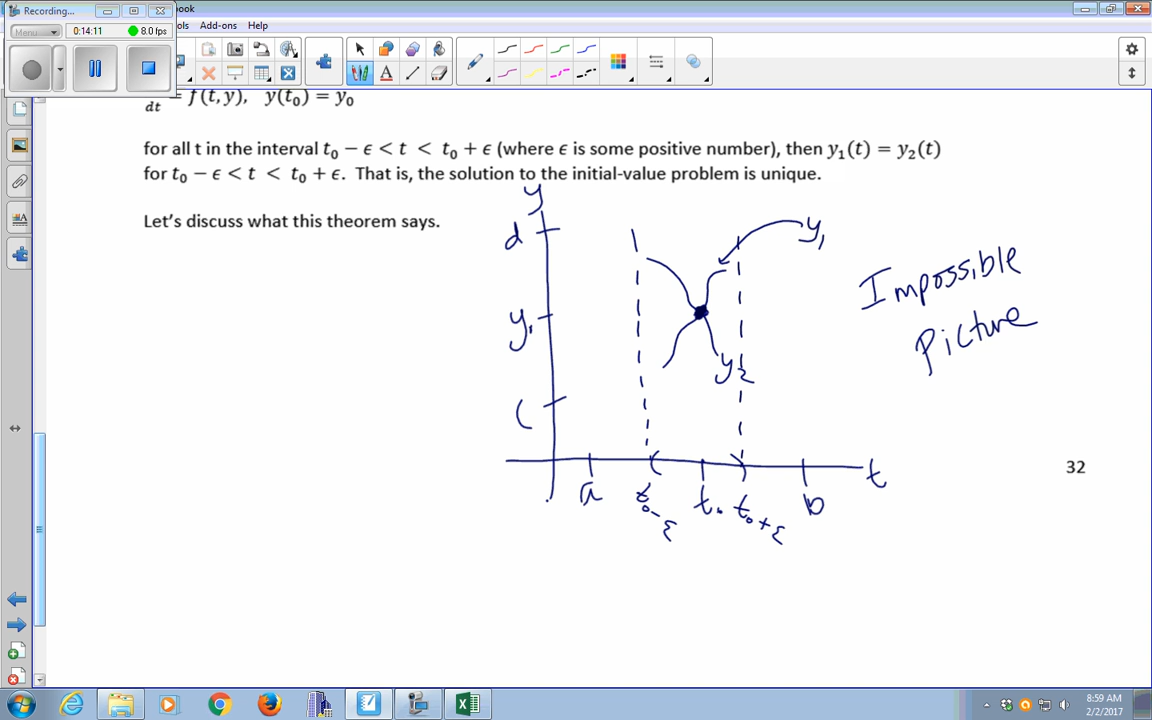 Recording...
book
Menu
0:14:11
8.0 fps
ols Add-ons Help
dt = f(t, y), y(t₀) = y₀
for all t in the interval t₀ − ϵ < t < t₀ + ϵ (where ϵ is some positive number), then y₁(t) = y₂(t)
for t₀ − ϵ < t < t₀ + ϵ. That is, the solution to the initial-value problem is unique.
Let's discuss what this theorem says.
y
d
y₁
Impossible
Picture
y₁
y₂
c
32
t
a
t₀-ε
t₀
t₀+ε
b
8:59 AM
2/2/2017